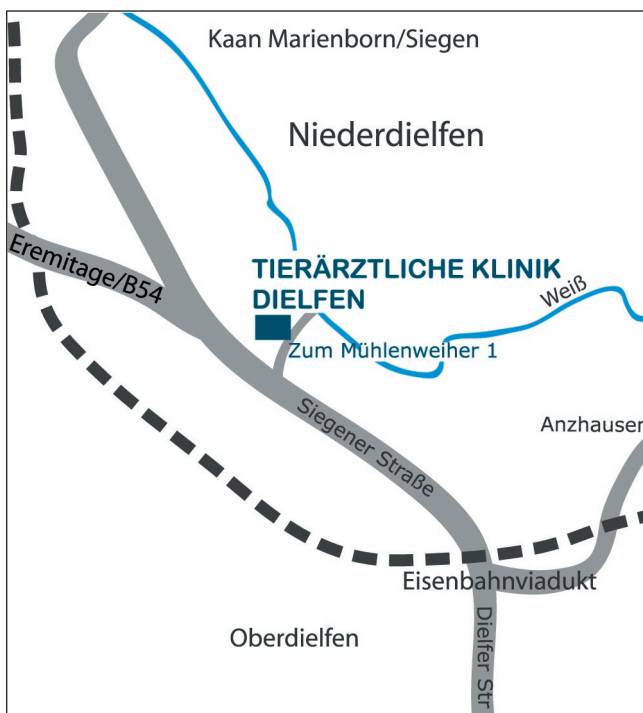 Kaan Marienborn/Siegen
Niederdielfen
Eremitage/B54
TIERÄRZTLICHE KLINIK
DIELFEN
Weiß
Zum Mühlenweiher 1
Siegener Straße
Anzhausen
Eisenbahnviadukt
Oberdielfen
Dielfer Str